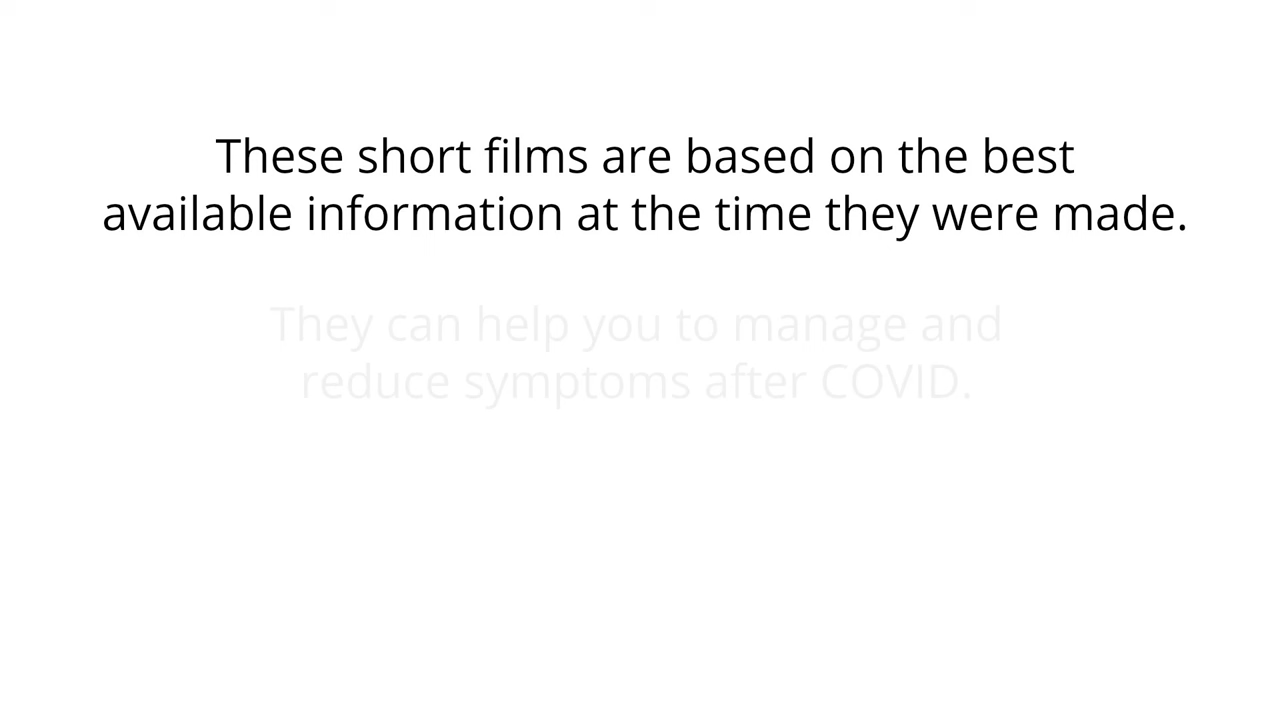 These short films are based on the best
available information at the time they were made.
They can help you to manage and
reduce symptoms after COVID.